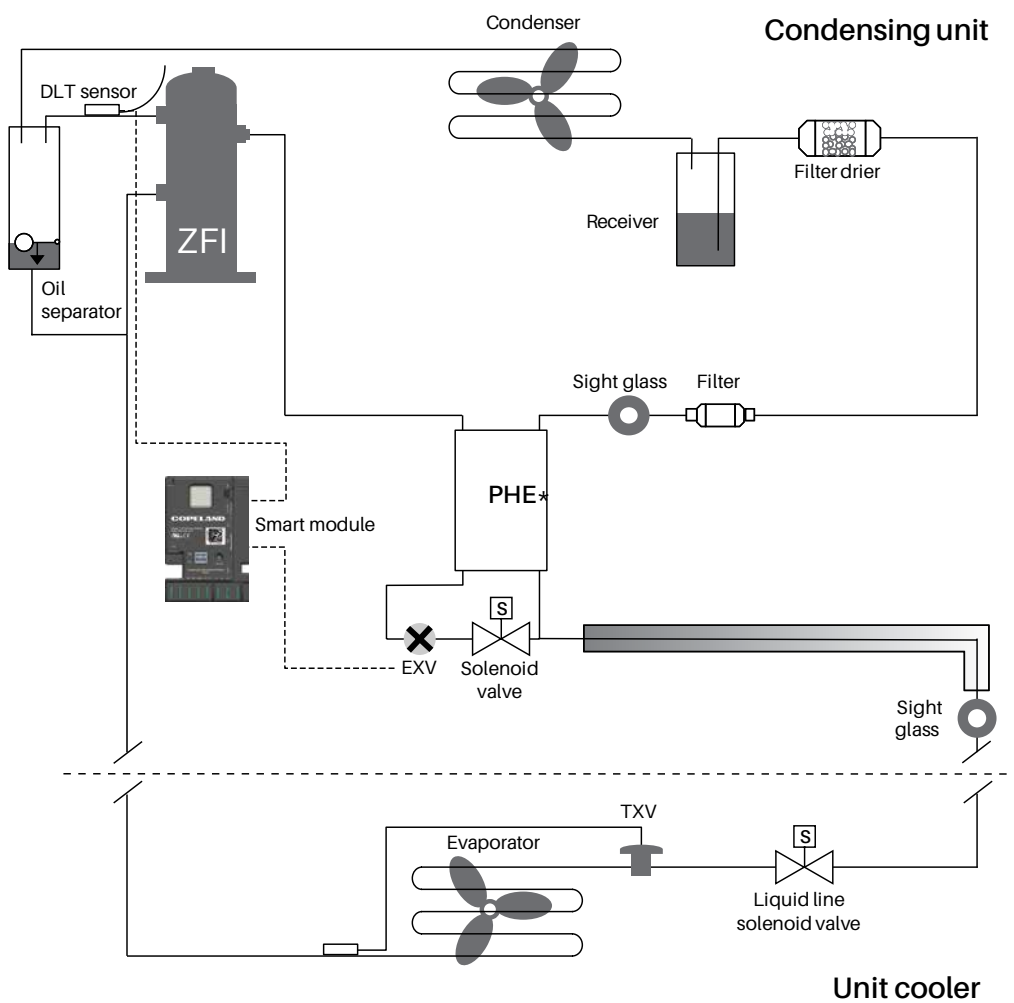 Condenser
Condensing unit
DLT sensor
Filter drier
Receiver
ZFI
Oil
separator
Sight glass
Filter
PHE*
COPELAND
Smart module
S
EXV
Solenoid
valve
Sight
glass
TXV
S
Evaporator
Liquid line
solenoid valve
Unit cooler